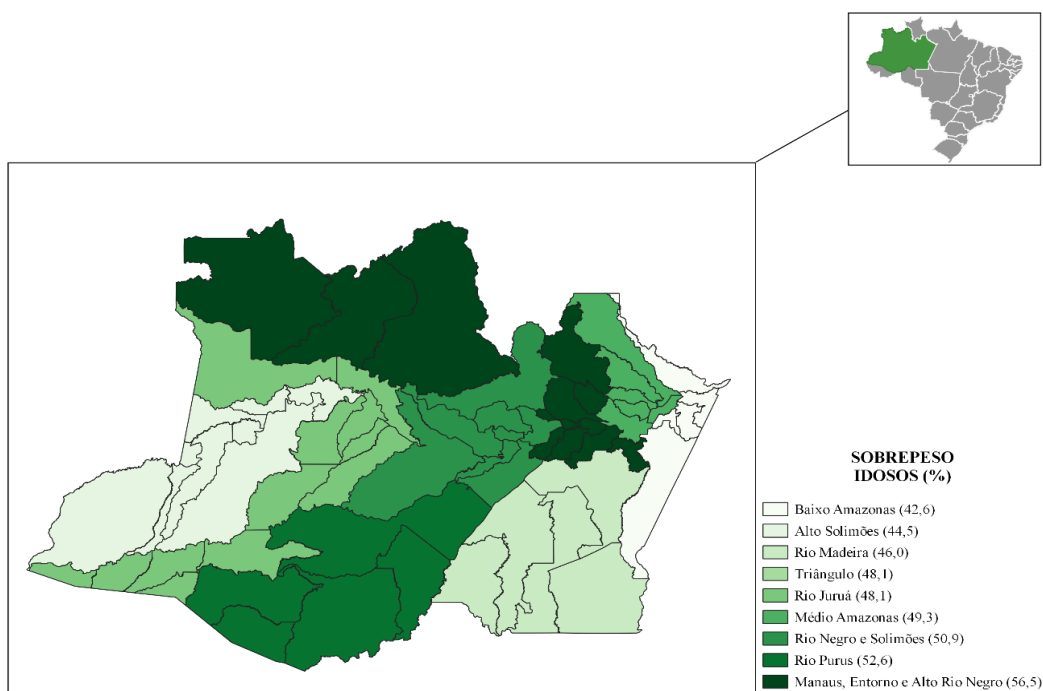 SOBREPESO
IDOSOS (%)
Baixo Amazonas (42,6)
Alto Solimões (44,5)
Rio Madeira (46,0)
Triângulo (48,1)
Rio Juruá (48,1)
Médio Amazonas (49,3)
Rio Negro e Solimões (50,9)
Rio Purus (52,6)
Manaus, Entorno e Alto Rio Negro (56,5)